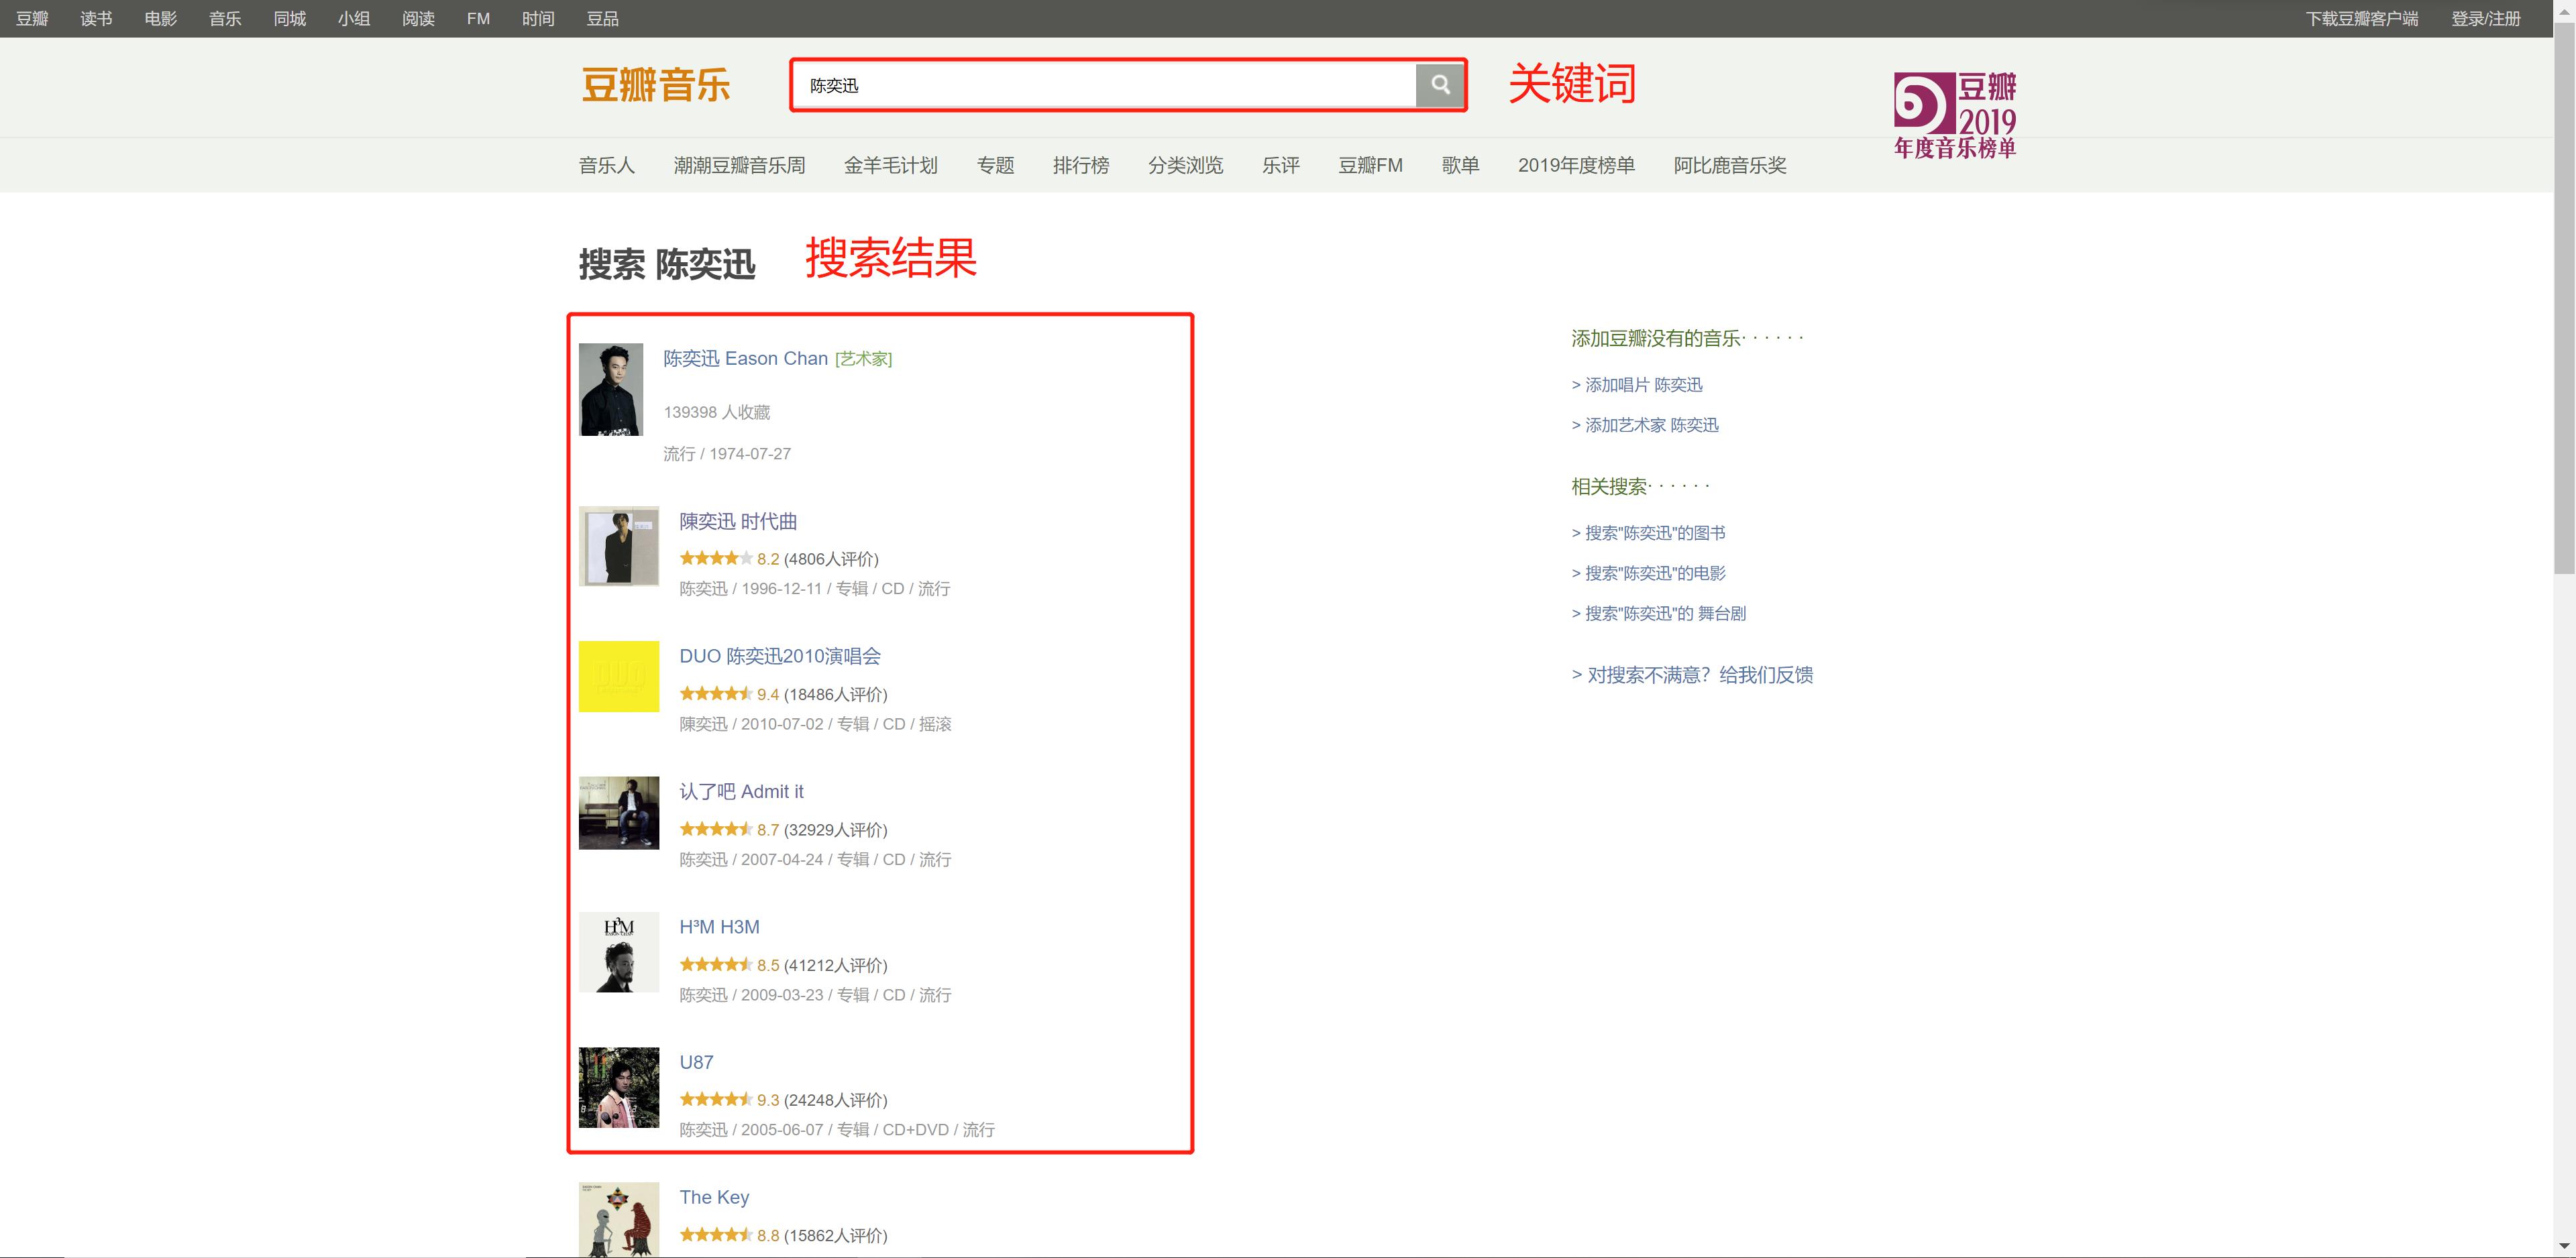 豆瓣 读书 电影 音乐 同城 小组 阅读 FM 时间 豆品 下载豆瓣客户端 登录/注册
豆瓣音乐 陈奕迅 关键词
豆瓣
2019
年度音乐榜单
音乐人 潮潮豆瓣音乐周 金羊毛计划 专题 排行榜 分类浏览 乐评 豆瓣FM 歌单 2019年度榜单 阿比鹿音乐奖
搜索 陈奕迅 搜索结果
陈奕迅 Eason Chan [艺术家]
139398 人收藏
流行 / 1974-07-27
陳奕迅 时代曲
8.2 (4806人评价)
陈奕迅 / 1996-12-11 / 专辑 / CD / 流行
DUO
DUO 陈奕迅2010演唱会
9.4 (18486人评价)
陳奕迅 / 2010-07-02 / 专辑 / CD / 摇滚
认了吧 Admit it
8.7 (32929人评价)
陈奕迅 / 2007-04-24 / 专辑 / CD / 流行
H³M
H³M H3M
8.5 (41212人评价)
陈奕迅 / 2009-03-23 / 专辑 / CD / 流行
U87
9.3 (24248人评价)
陈奕迅 / 2005-06-07 / 专辑 / CD+DVD / 流行
The Key
8.8 (15862人评价)
添加豆瓣没有的音乐· · · · · ·
> 添加唱片 陈奕迅
> 添加艺术家 陈奕迅
相关搜索· · · · · ·
> 搜索"陈奕迅"的图书
> 搜索"陈奕迅"的电影
> 搜索"陈奕迅"的 舞台剧
> 对搜索不满意？给我们反馈